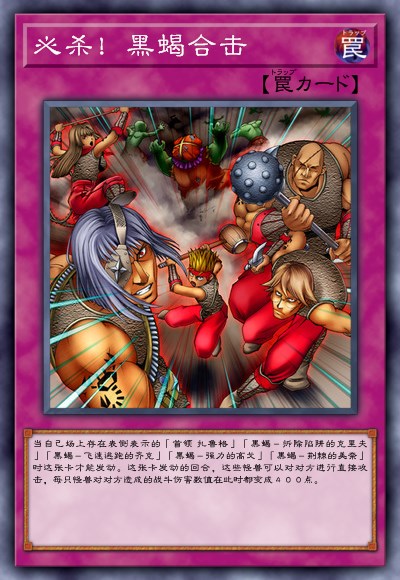 必杀！黑蝎合击
トラップ
罠
トラップ
【罠カード】
当自己场上存在表侧表示的「首领 扎鲁格」「黑蝎－拆除陷阱的克里夫
」「黑蝎－飞速逃跑的齐克」「黑蝎－强力的高戈」「黑蝎－荆棘的美奈」
时这张卡才能发动。这张卡发动的回合，这些怪兽可以对对方进行直接攻
击，每只怪兽对对方造成的战斗伤害数值在此时都变成４００点。